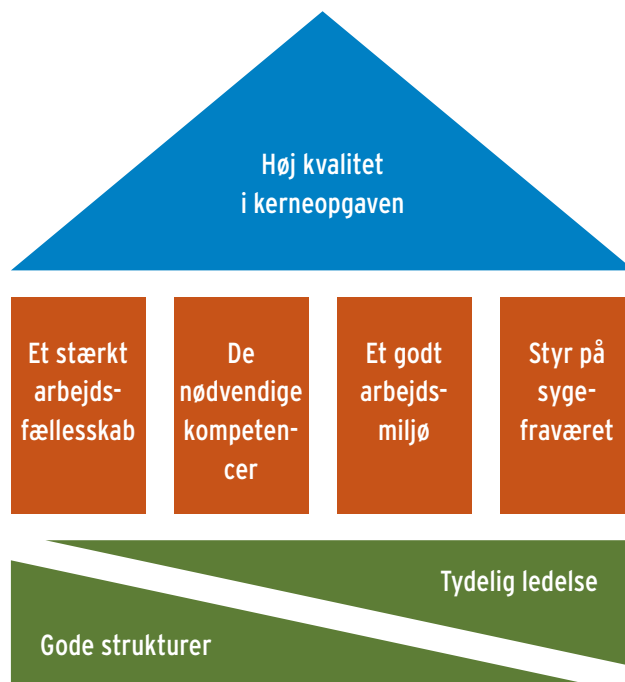 Høj kvalitet
i kerneopgaven
Et stærkt
arbejds-
fællesskab
De
nødvendige
kompeten-
cer
Et godt
arbejds-
miljø
Styr på
syge-
fraværet
Tydelig ledelse
Gode strukturer